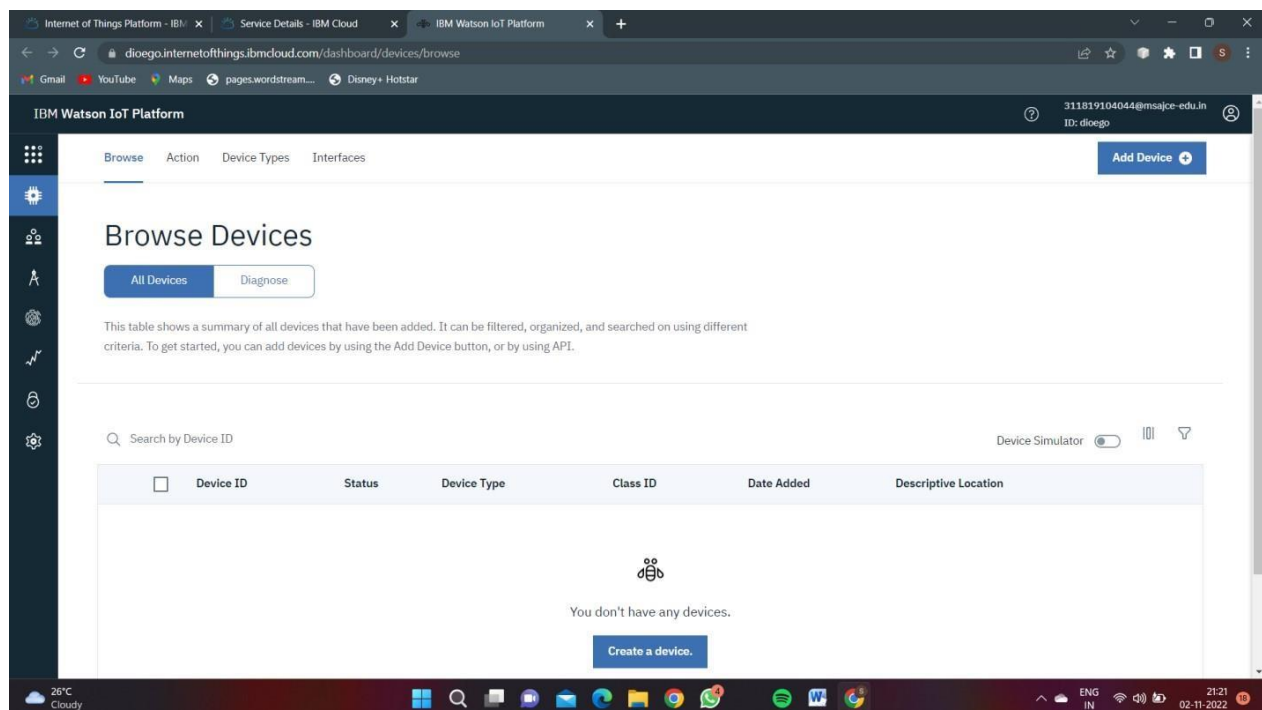 Internet of Things Platform - IBM
Service Details - IBM Cloud
IBM Watson IoT Platform
dioego.internetofthings.ibmcloud.com/dashboard/devices/browse
S
Gmail YouTube Maps pages.wordstream.... Disney+ Hotstar
IBM Watson IoT Platform
311819104044@msajce-edu.in
ID: dioego
Browse Action Device Types Interfaces
Add Device
Browse Devices
All Devices Diagnose
This table shows a summary of all devices that have been added. It can be filtered, organized, and searched on using different
criteria. To get started, you can add devices by using the Add Device button, or by using API.
Search by Device ID
Device Simulator
Device ID Status Device Type Class ID Date Added Descriptive Location
You don't have any devices.
Create a device.
26°C
Cloudy
4
W
S
ENG
IN
21:21
02-11-2022
18